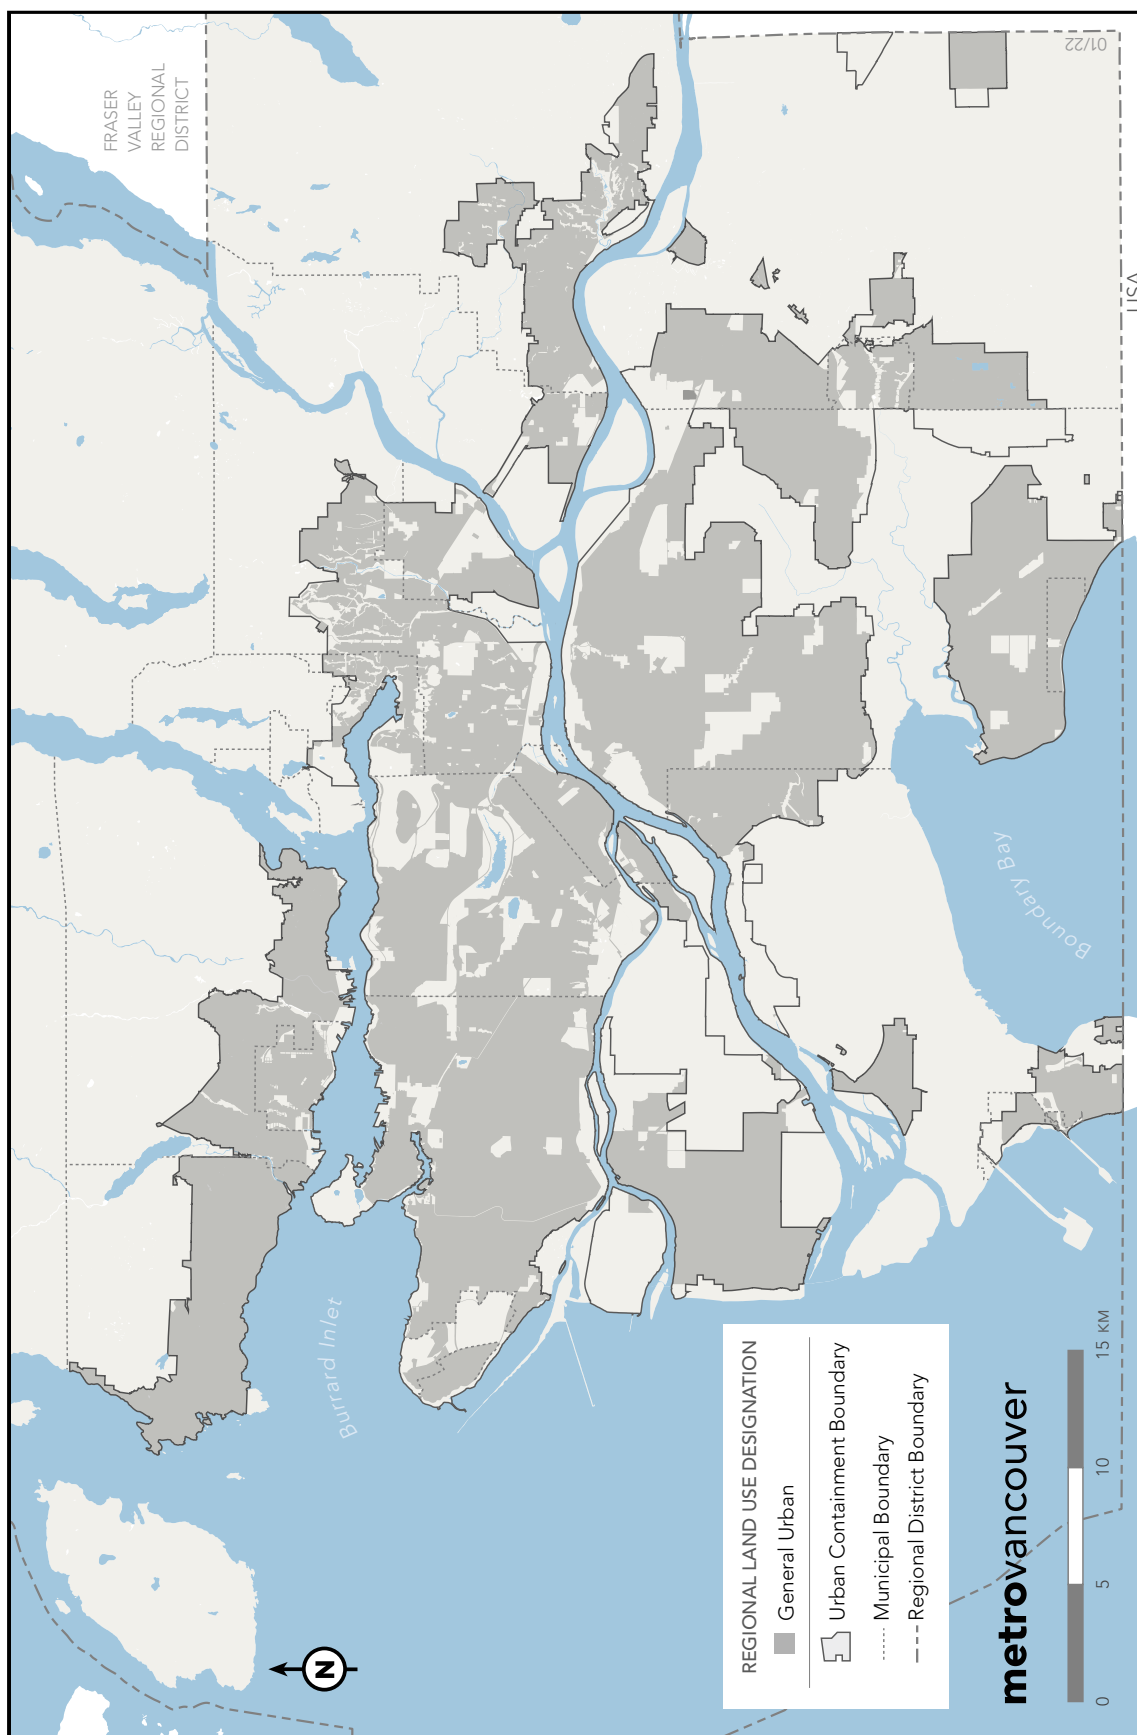 FRASER
VALLEY
REGIONAL
DISTRICT
01/22
USA
Burrard Inlet
Boundary Bay
REGIONAL LAND USE DESIGNATION
General Urban
Urban Containment Boundary
Municipal Boundary
Regional District Boundary
N
metrovancouver
0 5 10 15 KM